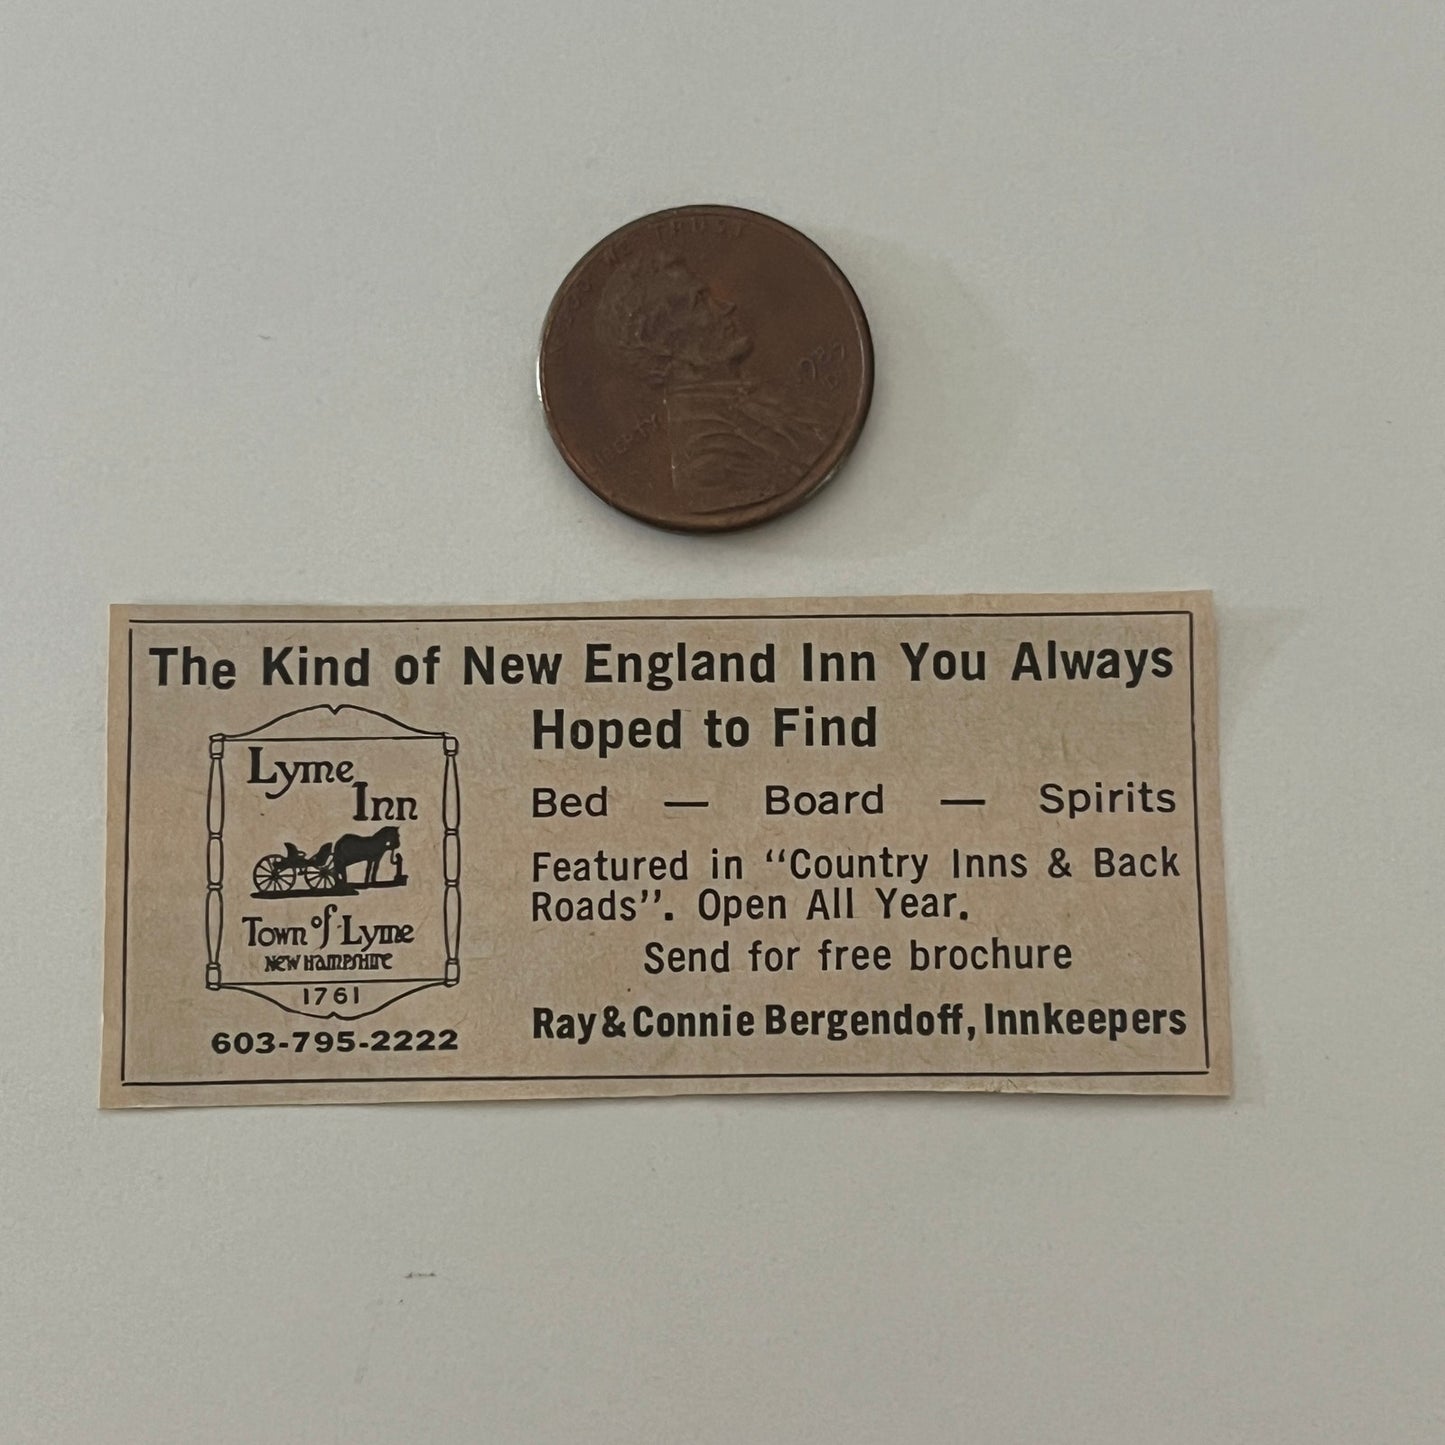 WE TRUST
LIBERTY
1987
D
The Kind of New England Inn You Always
Hoped to Find
Lyme
Inn
Town of Lyme
NEW HAMPSHIRE
1761
603-795-2222
Bed — Board — Spirits
Featured in “Country Inns & Back
Roads”. Open All Year.
Send for free brochure
Ray & Connie Bergendoff, Innkeepers